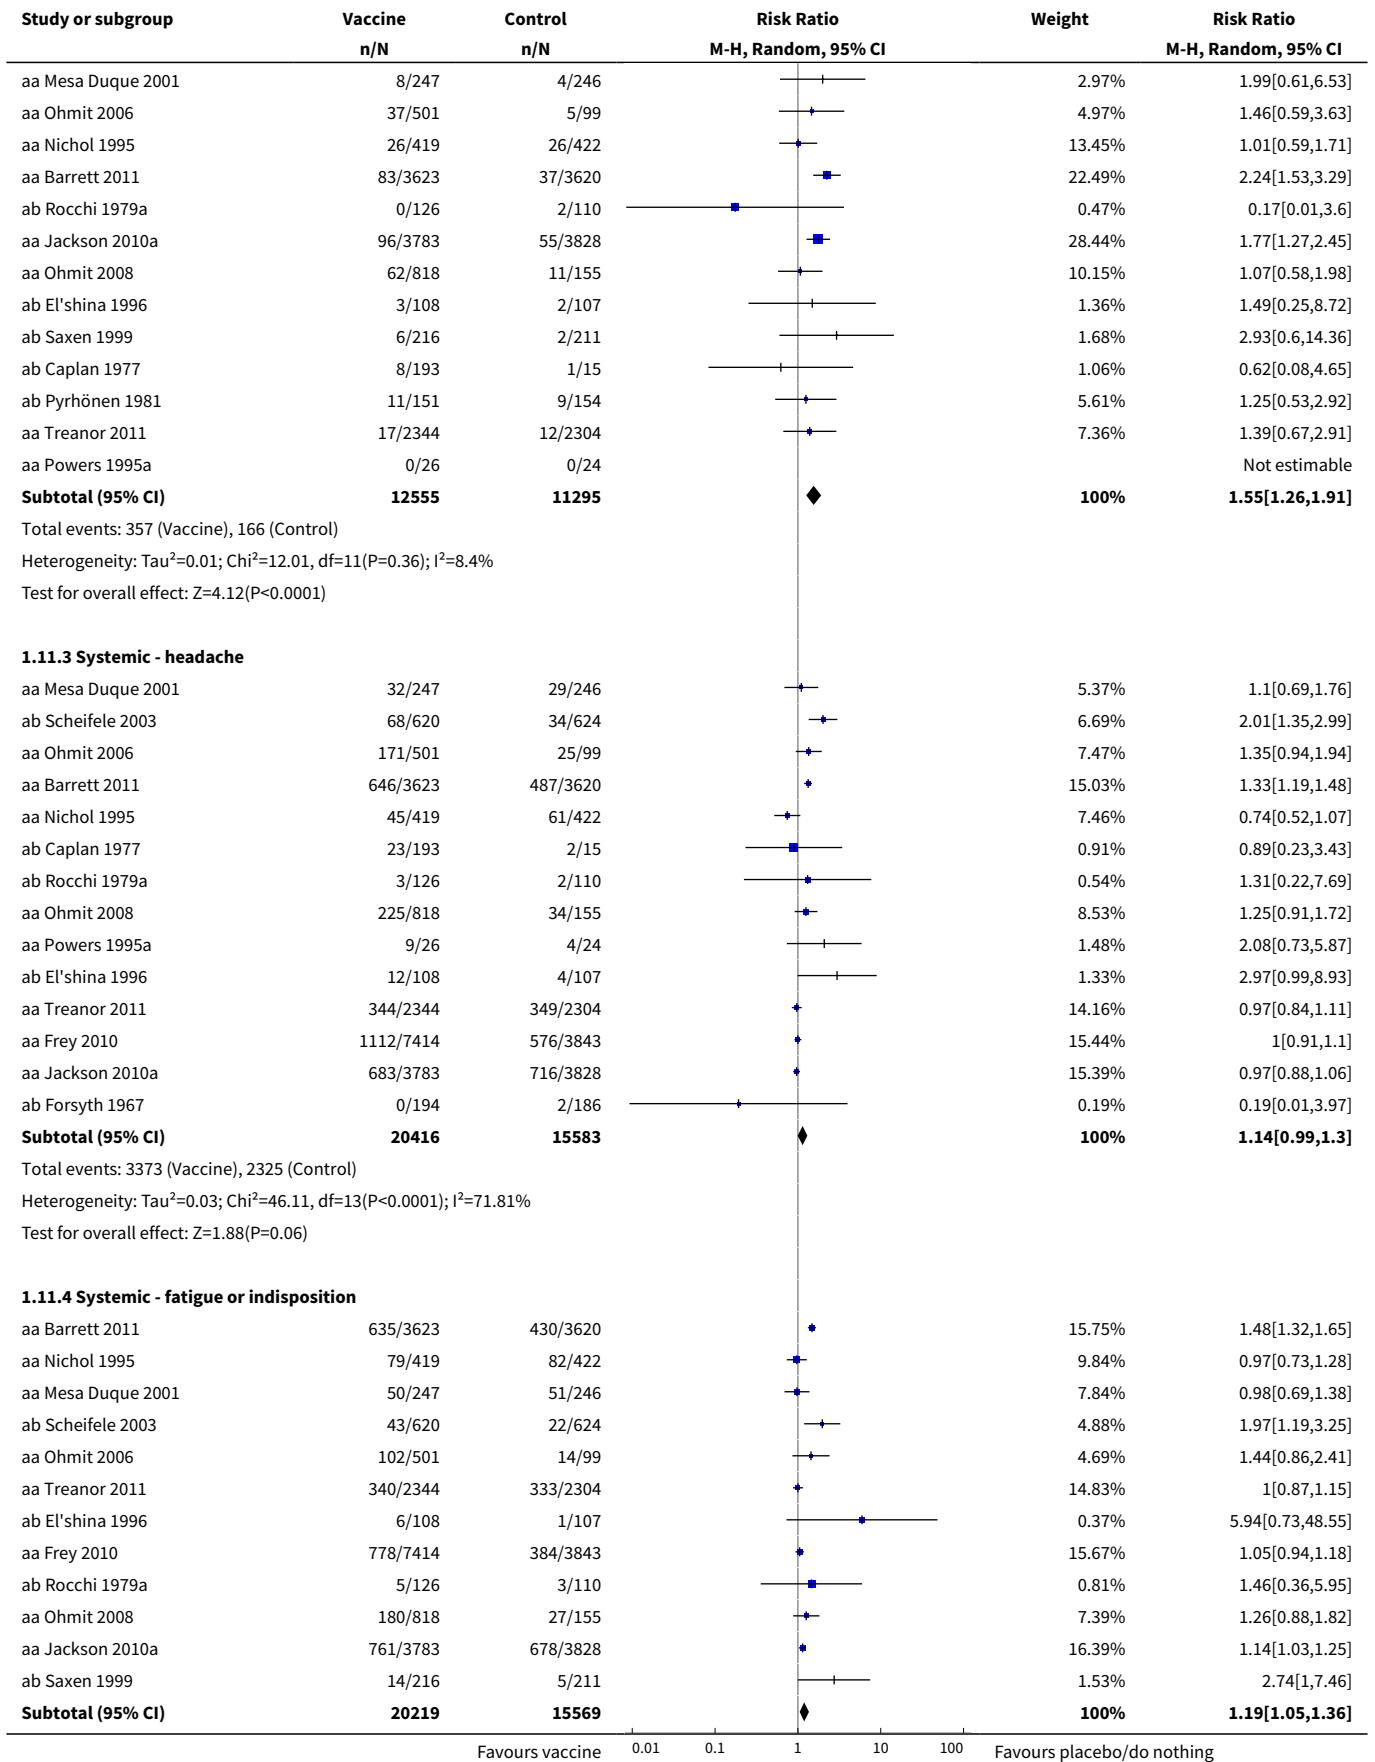 Study or subgroup Vaccine Control Risk Ratio Weight Risk Ratio
n/N n/N M-H, Random, 95% CI M-H, Random, 95% CI
aa Mesa Duque 2001 8/247 4/246 2.97% 1.99[0.61,6.53]
aa Ohmit 2006 37/501 5/99 4.97% 1.46[0.59,3.63]
aa Nichol 1995 26/419 26/422 13.45% 1.01[0.59,1.71]
aa Barrett 2011 83/3623 37/3620 22.49% 2.24[1.53,3.29]
ab Rocchi 1979a 0/126 2/110 0.47% 0.17[0.01,3.6]
aa Jackson 2010a 96/3783 55/3828 28.44% 1.77[1.27,2.45]
aa Ohmit 2008 62/818 11/155 10.15% 1.07[0.58,1.98]
ab El'shina 1996 3/108 2/107 1.36% 1.49[0.25,8.72]
ab Saxen 1999 6/216 2/211 1.68% 2.93[0.6,14.36]
ab Caplan 1977 8/193 1/15 1.06% 0.62[0.08,4.65]
ab Pyrhönen 1981 11/151 9/154 5.61% 1.25[0.53,2.92]
aa Treanor 2011 17/2344 12/2304 7.36% 1.39[0.67,2.91]
aa Powers 1995a 0/26 0/24 Not estimable
Subtotal (95% CI) 12555 11295 100% 1.55[1.26,1.91]
Total events: 357 (Vaccine), 166 (Control)
Heterogeneity: Tau²=0.01; Chi²=12.01, df=11(P=0.36); I²=8.4%
Test for overall effect: Z=4.12(P<0.0001)
1.11.3 Systemic - headache
aa Mesa Duque 2001 32/247 29/246 5.37% 1.1[0.69,1.76]
ab Scheifele 2003 68/620 34/624 6.69% 2.01[1.35,2.99]
aa Ohmit 2006 171/501 25/99 7.47% 1.35[0.94,1.94]
aa Barrett 2011 646/3623 487/3620 15.03% 1.33[1.19,1.48]
aa Nichol 1995 45/419 61/422 7.46% 0.74[0.52,1.07]
ab Caplan 1977 23/193 2/15 0.91% 0.89[0.23,3.43]
ab Rocchi 1979a 3/126 2/110 0.54% 1.31[0.22,7.69]
aa Ohmit 2008 225/818 34/155 8.53% 1.25[0.91,1.72]
aa Powers 1995a 9/26 4/24 1.48% 2.08[0.73,5.87]
ab El'shina 1996 12/108 4/107 1.33% 2.97[0.99,8.93]
aa Treanor 2011 344/2344 349/2304 14.16% 0.97[0.84,1.11]
aa Frey 2010 1112/7414 576/3843 15.44% 1[0.91,1.1]
aa Jackson 2010a 683/3783 716/3828 15.39% 0.97[0.88,1.06]
ab Forsyth 1967 0/194 2/186 0.19% 0.19[0.01,3.97]
Subtotal (95% CI) 20416 15583 100% 1.14[0.99,1.3]
Total events: 3373 (Vaccine), 2325 (Control)
Heterogeneity: Tau²=0.03; Chi²=46.11, df=13(P<0.0001); I²=71.81%
Test for overall effect: Z=1.88(P=0.06)
1.11.4 Systemic - fatigue or indisposition
aa Barrett 2011 635/3623 430/3620 15.75% 1.48[1.32,1.65]
aa Nichol 1995 79/419 82/422 9.84% 0.97[0.73,1.28]
aa Mesa Duque 2001 50/247 51/246 7.84% 0.98[0.69,1.38]
ab Scheifele 2003 43/620 22/624 4.88% 1.97[1.19,3.25]
aa Ohmit 2006 102/501 14/99 4.69% 1.44[0.86,2.41]
aa Treanor 2011 340/2344 333/2304 14.83% 1[0.87,1.15]
ab El'shina 1996 6/108 1/107 0.37% 5.94[0.73,48.55]
aa Frey 2010 778/7414 384/3843 15.67% 1.05[0.94,1.18]
ab Rocchi 1979a 5/126 3/110 0.81% 1.46[0.36,5.95]
aa Ohmit 2008 180/818 27/155 7.39% 1.26[0.88,1.82]
aa Jackson 2010a 761/3783 678/3828 16.39% 1.14[1.03,1.25]
ab Saxen 1999 14/216 5/211 1.53% 2.74[1,7.46]
Subtotal (95% CI) 20219 15569 100% 1.19[1.05,1.36]
Favours vaccine 0.01 0.1 1 10 100 Favours placebo/do nothing